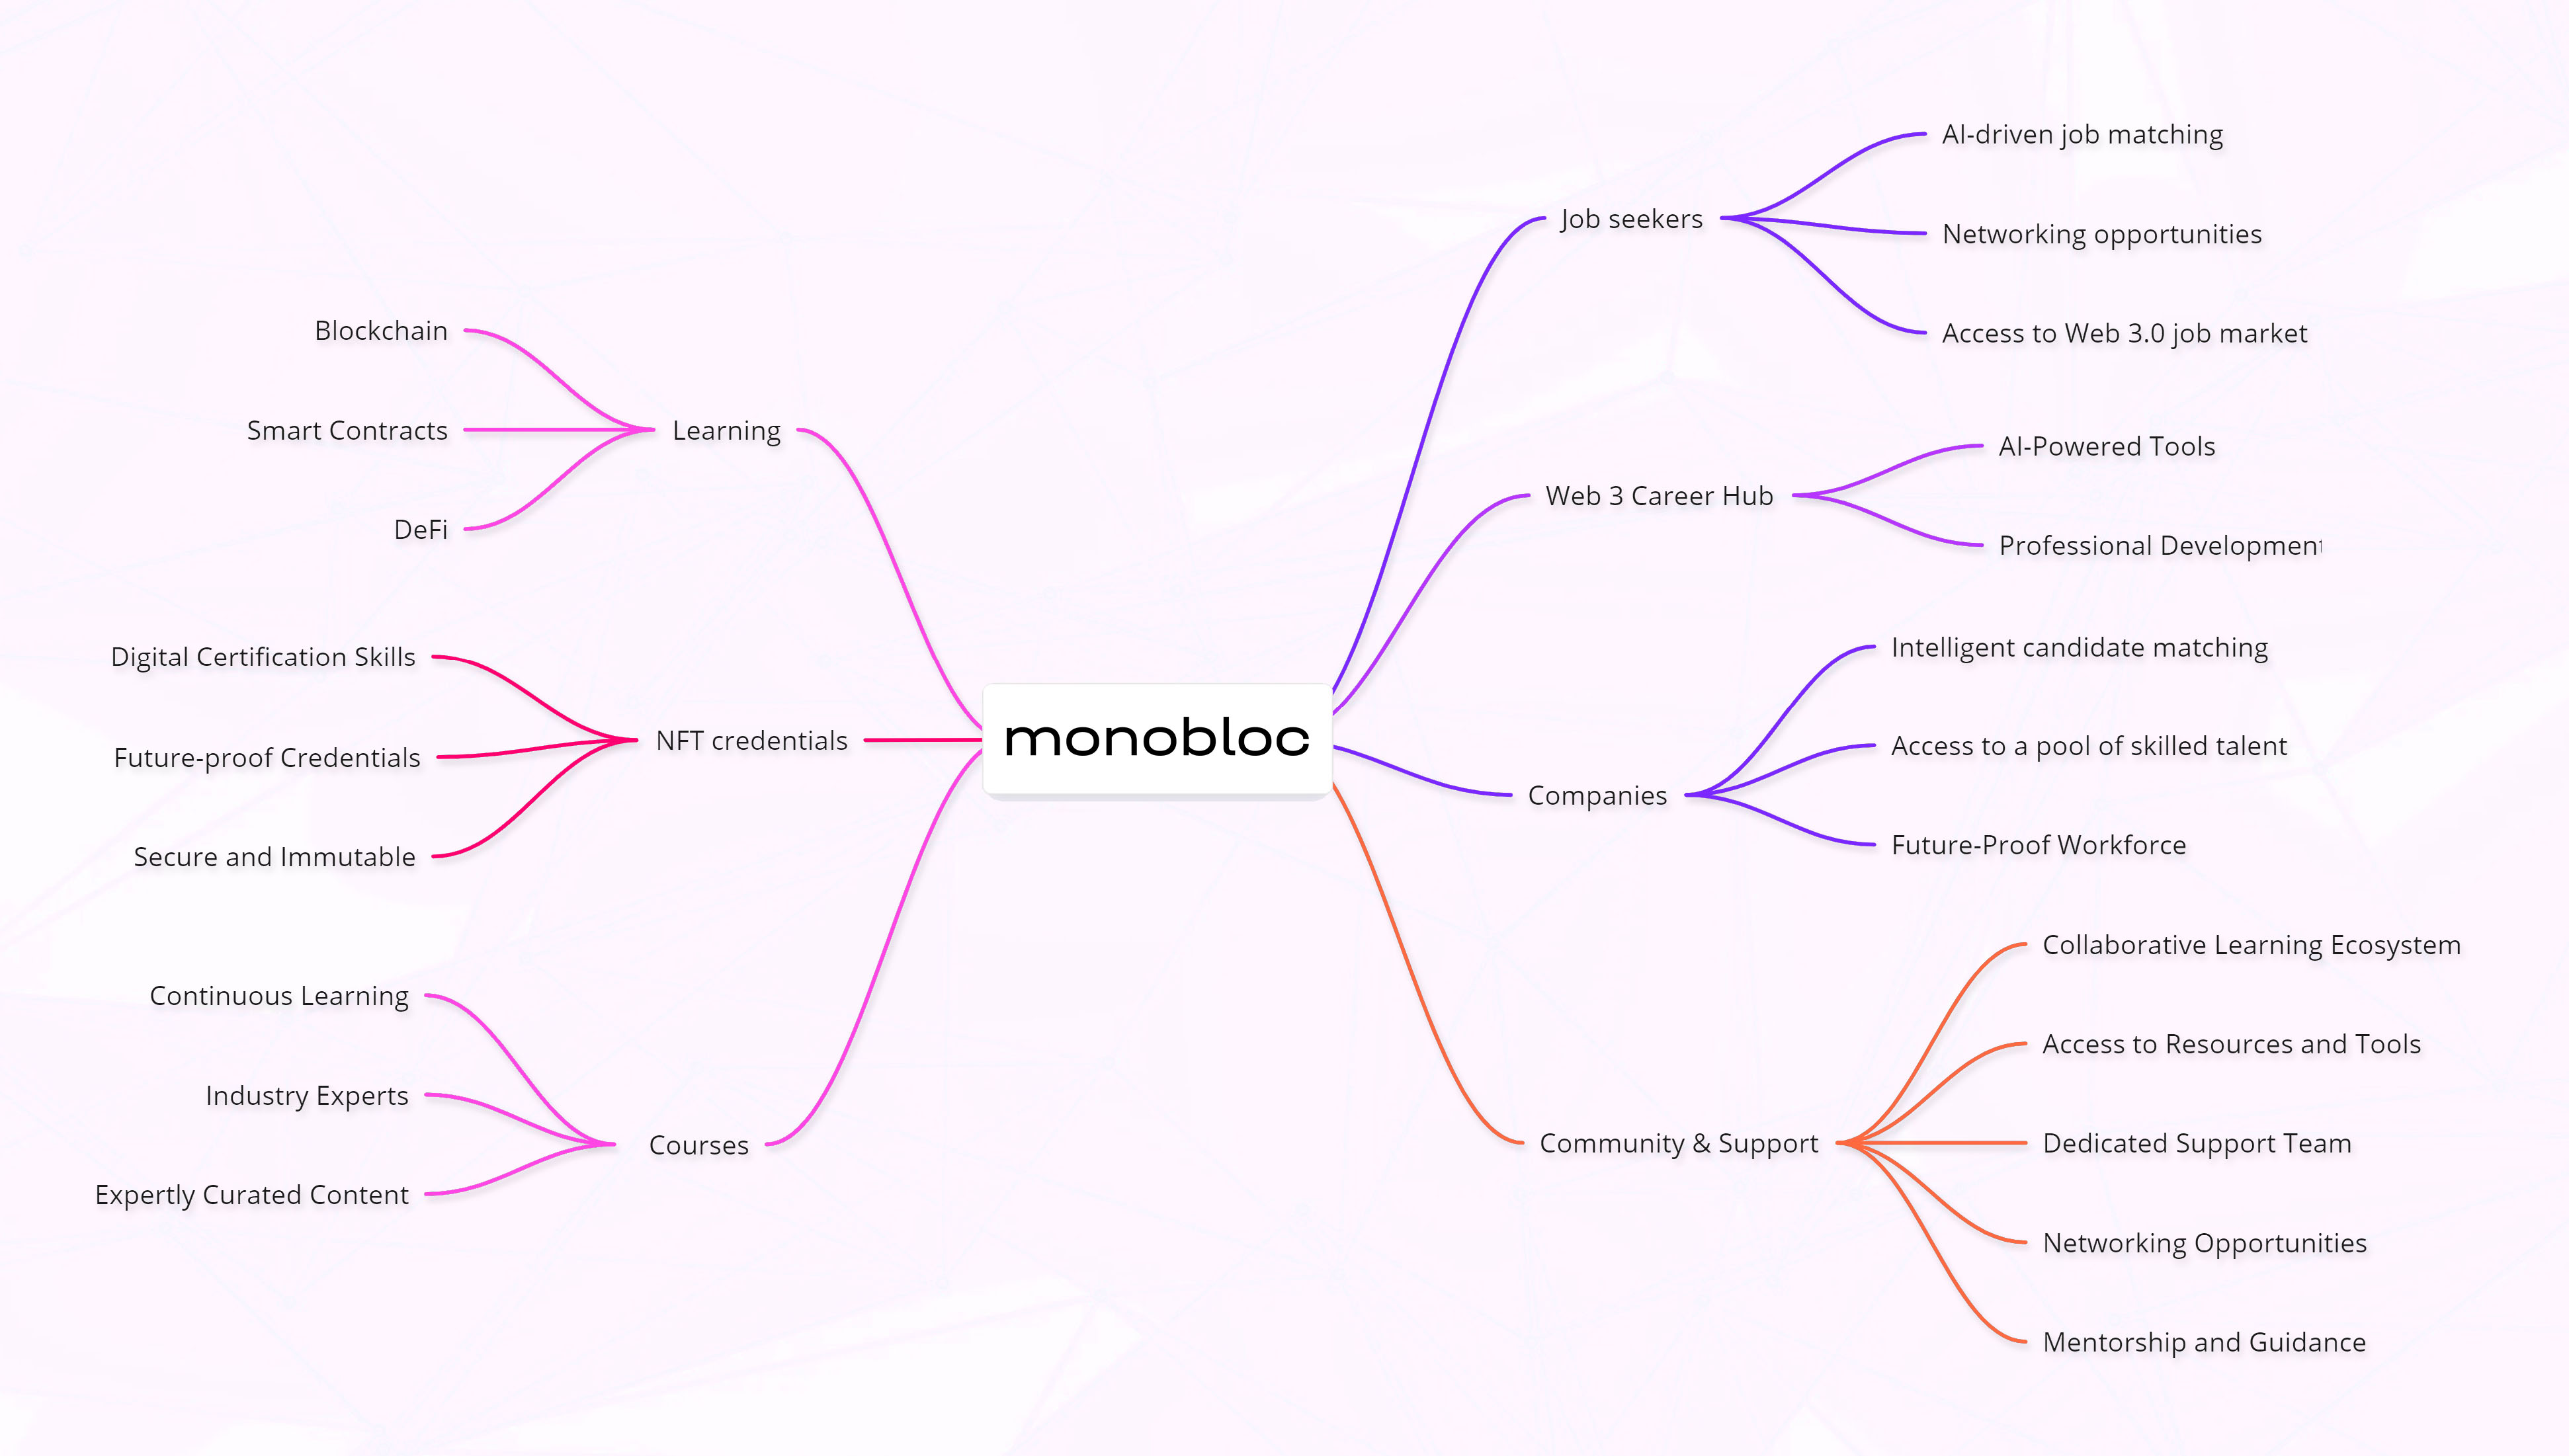 Blockchain
Smart Contracts
DeFi
Learning
Digital Certification Skills
Future-proof Credentials
Secure and Immutable
NFT credentials
Continuous Learning
Industry Experts
Expertly Curated Content
Courses
monobloc
Job seekers
AI-driven job matching
Networking opportunities
Access to Web 3.0 job market
Web 3 Career Hub
AI-Powered Tools
Professional Development
Companies
Intelligent candidate matching
Access to a pool of skilled talent
Future-Proof Workforce
Community & Support
Collaborative Learning Ecosystem
Access to Resources and Tools
Dedicated Support Team
Networking Opportunities
Mentorship and Guidance